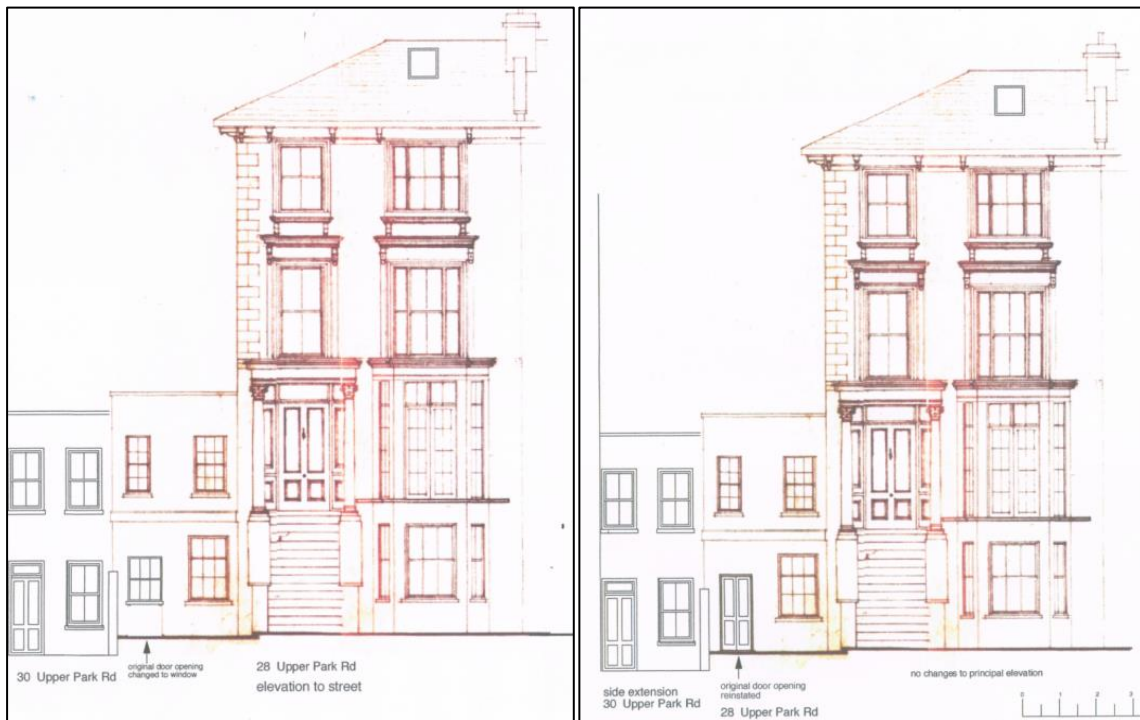 30 Upper Park Rd
original door opening
changed to window
28 Upper Park Rd
elevation to street
side extension
30 Upper Park Rd
original door opening
reinstated
28 Upper Park Rd
no changes to principal elevation
0 1 2 3